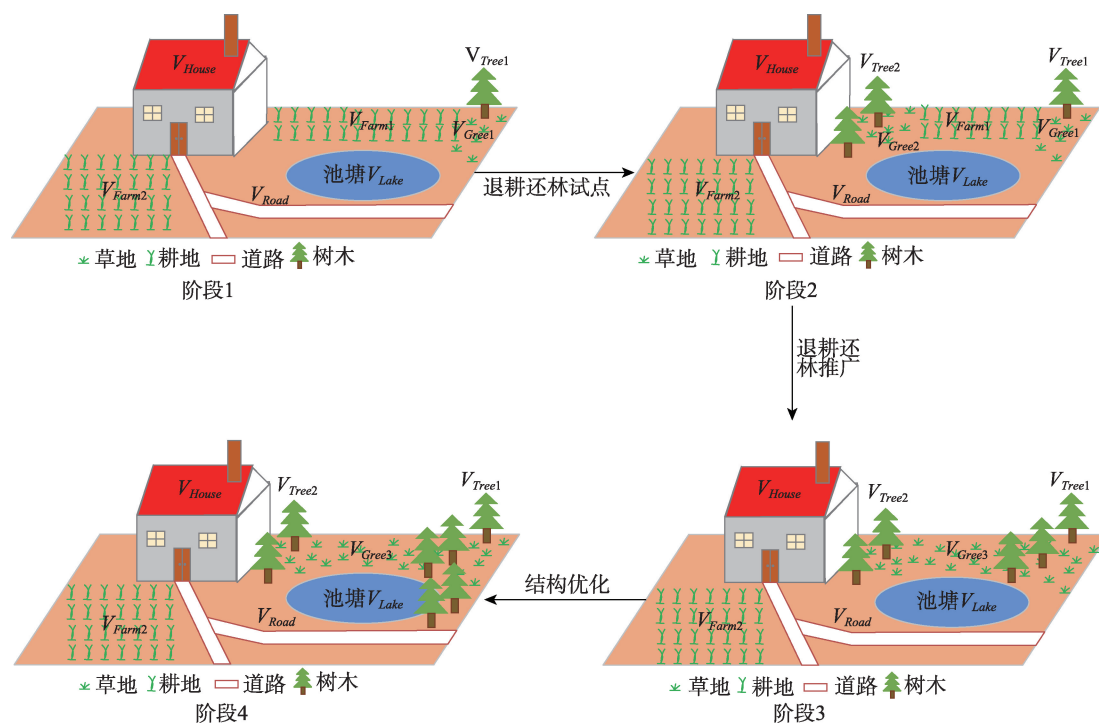 V_House
V_Tree1
V_Farm1
V_Gree1
池塘V_Lake
V_Farm2
V_Road
草地 耕地 道路 树木
阶段1
退耕还林试点
V_House
V_Tree2
V_Tree1
V_Farm1
V_Gree1
V_Gree2
池塘V_Lake
V_Farm2
V_Road
草地 耕地 道路 树木
阶段2
退耕还
林推广
V_House
V_Tree2
V_Tree1
V_Gree3
池塘V_Lake
V_Farm2
V_Road
草地 耕地 道路 树木
阶段4
结构优化
V_House
V_Tree2
V_Tree1
V_Gree3
池塘V_Lake
V_Farm2
V_Road
草地 耕地 道路 树木
阶段3